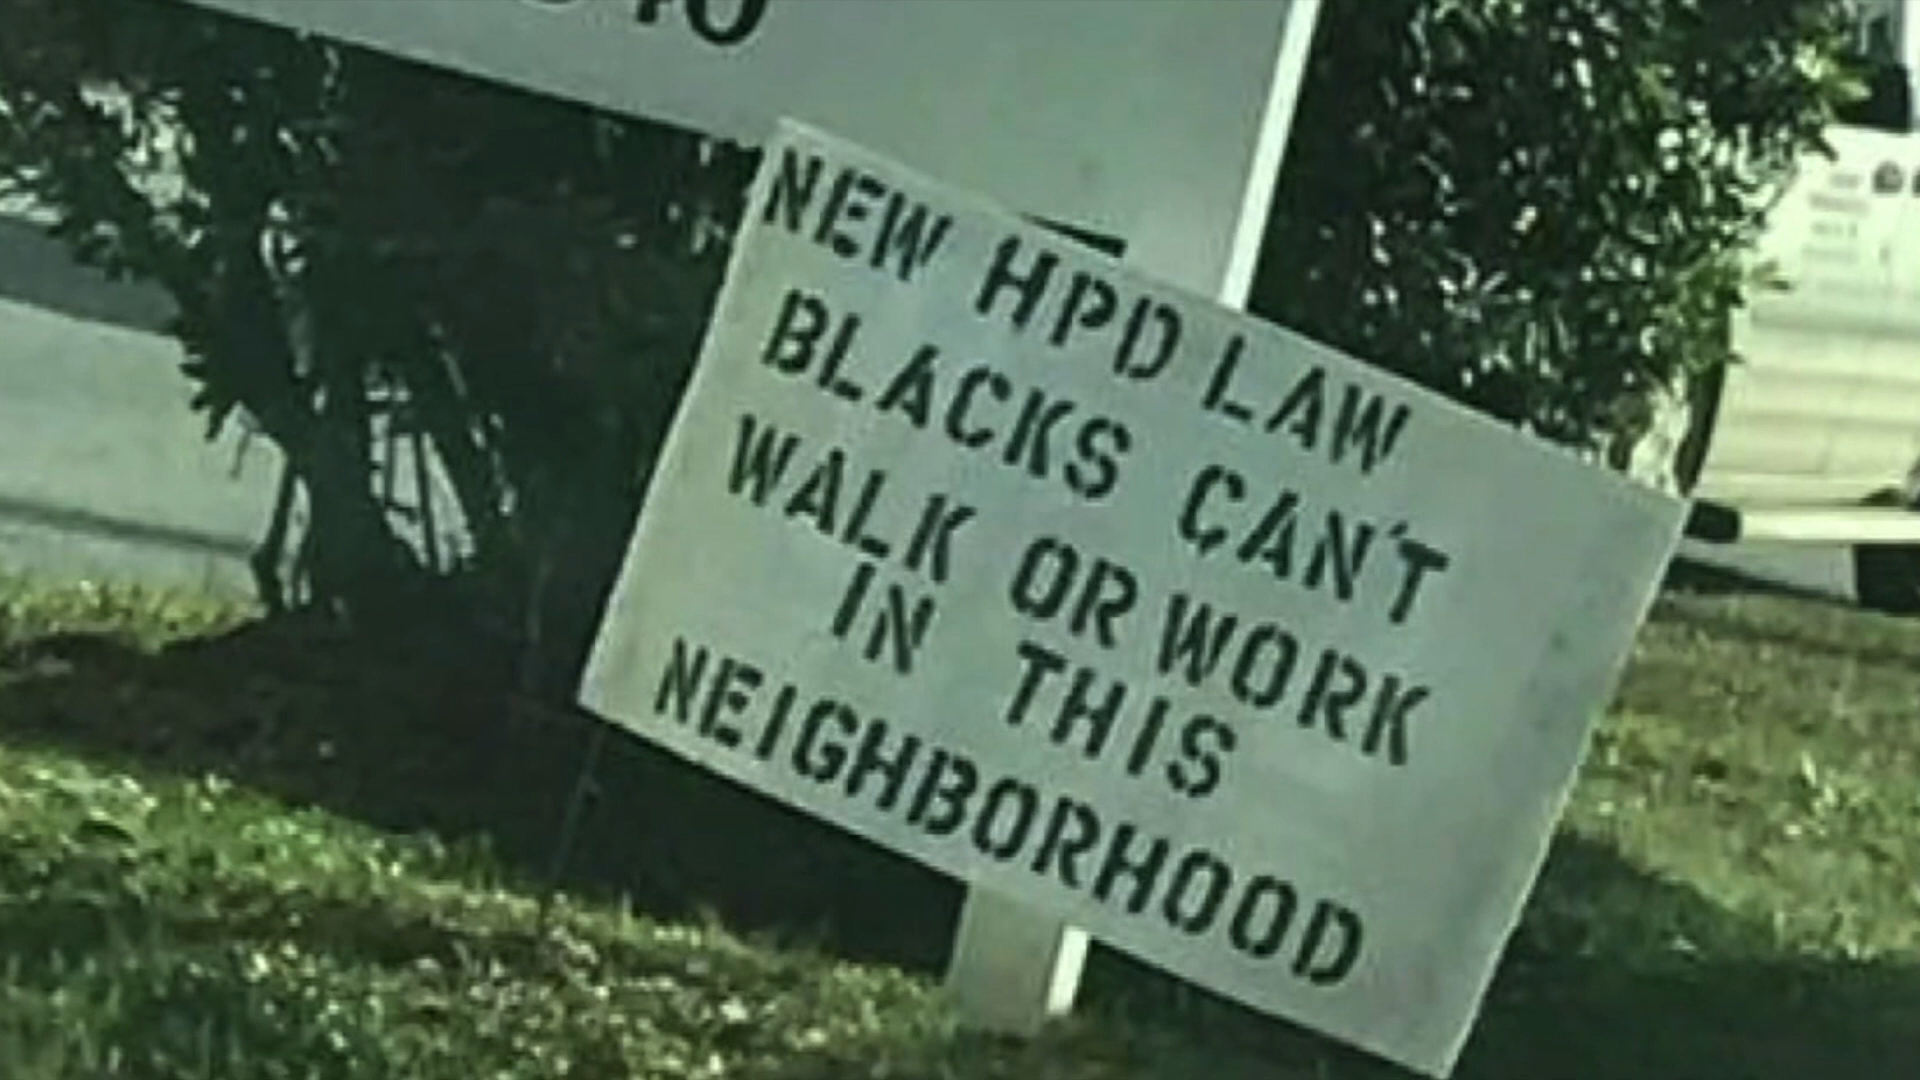 NEW HPD LAW
BLACKS CAN'T
WALK OR WORK
IN THIS
NEIGHBORHOOD